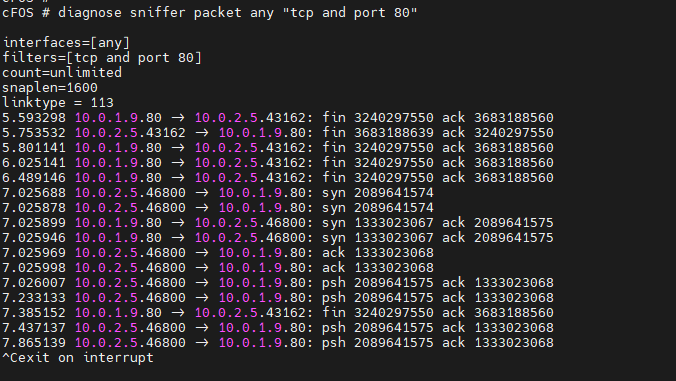 cFOS #
cFOS # diagnose sniffer packet any "tcp and port 80"
interfaces=[any]
filters=[tcp and port 80]
count=unlimited
snaplen=1600
linktype = 113
5.593298 10.0.1.9.80 -> 10.0.2.5.43162: fin 3240297550 ack 3683188560
5.753532 10.0.2.5.43162 -> 10.0.1.9.80: fin 3683188639 ack 3240297550
5.801141 10.0.1.9.80 -> 10.0.2.5.43162: fin 3240297550 ack 3683188560
6.025141 10.0.1.9.80 -> 10.0.2.5.43162: fin 3240297550 ack 3683188560
6.489146 10.0.1.9.80 -> 10.0.2.5.43162: fin 3240297550 ack 3683188560
7.025688 10.0.2.5.46800 -> 10.0.1.9.80: syn 2089641574
7.025878 10.0.2.5.46800 -> 10.0.1.9.80: syn 2089641574
7.025899 10.0.1.9.80 -> 10.0.2.5.46800: syn 1333023067 ack 2089641575
7.025946 10.0.1.9.80 -> 10.0.2.5.46800: syn 1333023067 ack 2089641575
7.025969 10.0.2.5.46800 -> 10.0.1.9.80: ack 1333023068
7.025998 10.0.2.5.46800 -> 10.0.1.9.80: ack 1333023068
7.026007 10.0.2.5.46800 -> 10.0.1.9.80: psh 2089641575 ack 1333023068
7.233133 10.0.2.5.46800 -> 10.0.1.9.80: psh 2089641575 ack 1333023068
7.385152 10.0.1.9.80 -> 10.0.2.5.43162: fin 3240297550 ack 3683188560
7.437137 10.0.2.5.46800 -> 10.0.1.9.80: psh 2089641575 ack 1333023068
7.865139 10.0.2.5.46800 -> 10.0.1.9.80: psh 2089641575 ack 1333023068
^Cexit on interrupt